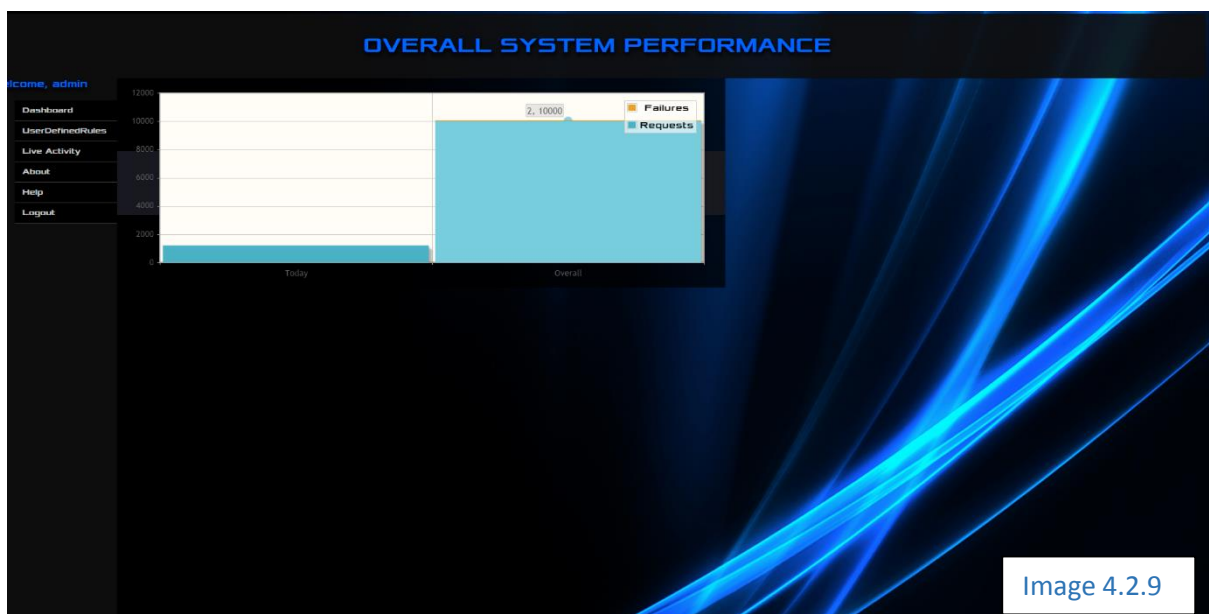 OVERALL SYSTEM PERFORMANCE
elcome, admin
Dashboard
UserDefinedRules
Live Activity
About
Help
Logout
12000
10000
8000
6000
4000
2000
0
2, 10000
Failures
Requests
Today
Overall
Image 4.2.9